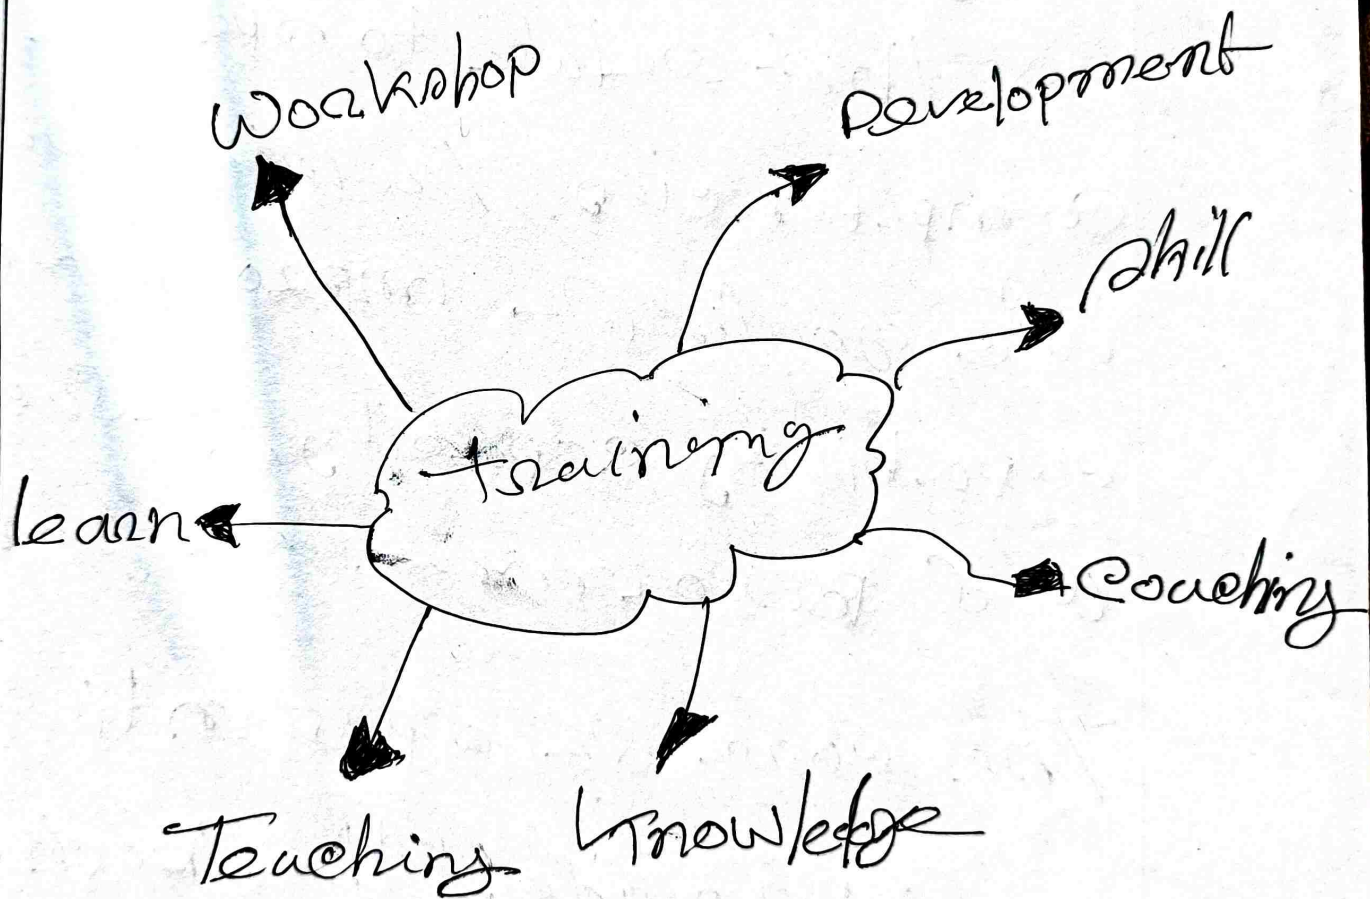 Workshop
Development
skill
training
learn
Coaching
Teaching
Knowledge